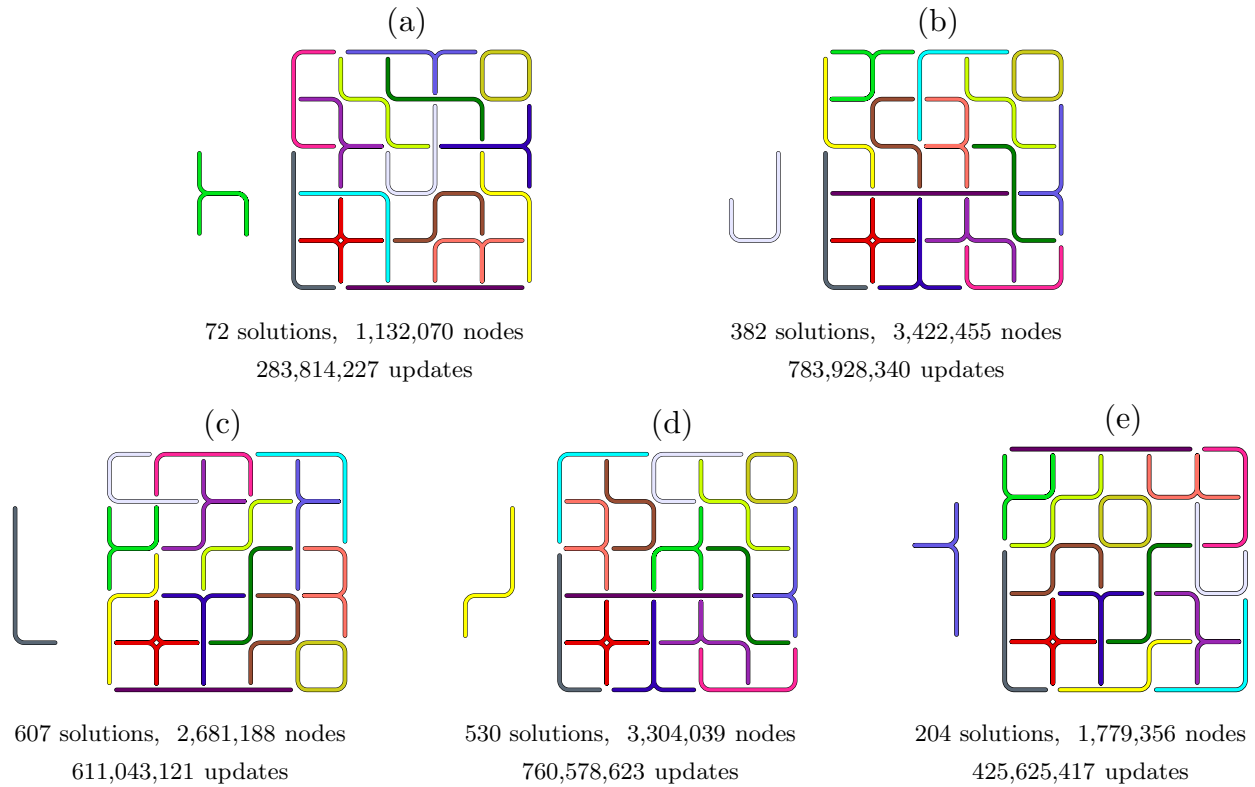 (a)
72 solutions, 1,132,070 nodes
283,814,227 updates
(b)
382 solutions, 3,422,455 nodes
783,928,340 updates
(c)
607 solutions, 2,681,188 nodes
611,043,121 updates
(d)
530 solutions, 3,304,039 nodes
760,578,623 updates
(e)
204 solutions, 1,779,356 nodes
425,625,417 updates